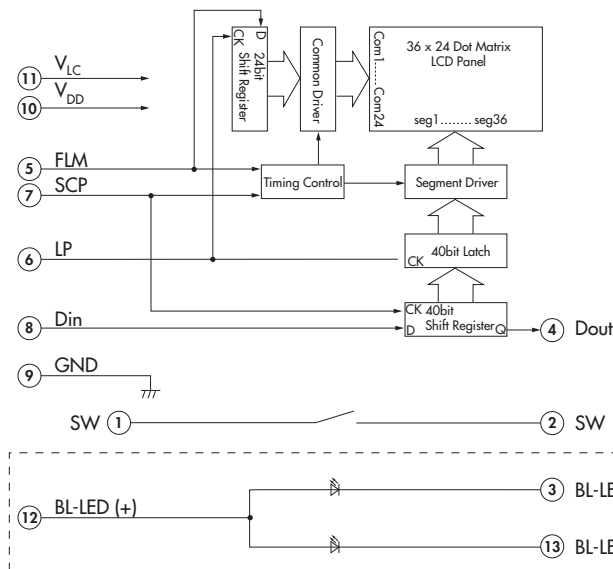 D
CK
24bit
Shift Register
Common Driver
Com1...... Com24
36 x 24 Dot Matrix
LCD Panel
seg1........ seg36
11 VLC
10 VDD
5 FLM
7 SCP
Timing Control
Segment Driver
6 LP
40bit Latch
CK
8 Din
CK 40bit
Shift Register
D
Q
4 Dout
9 GND
SW 1
2 SW
12 BL-LED (+)
3 BL-LE
13 BL-LE